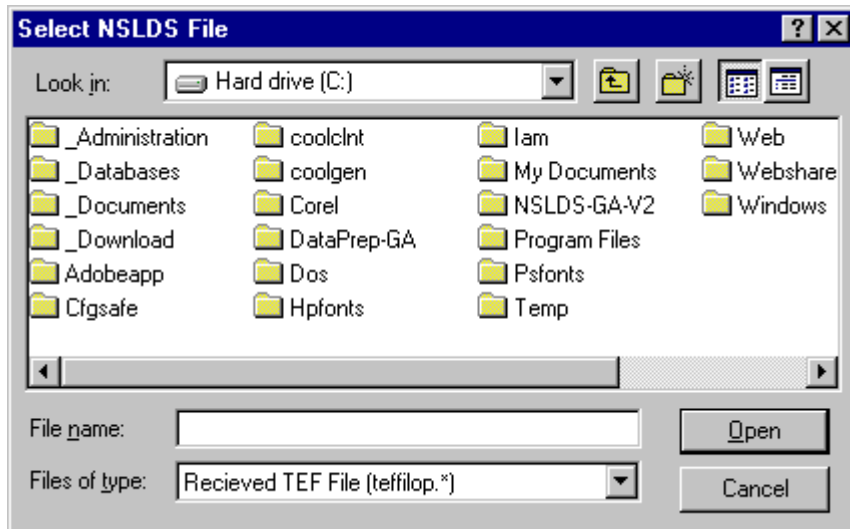 Select NSLDS File
Look in: Hard drive (C:)
_Administration coolclnt Iam Web
_Databases coolgen My Documents Webshare
_Documents Corel NSLDS-GA-V2 Windows
_Download DataPrep-GA Program Files
Adobeapp Dos Psfonts
Cfgsafe Hpfonts Temp
File name: Open
Files of type: Recieved TEF File (teffilop.*) Cancel